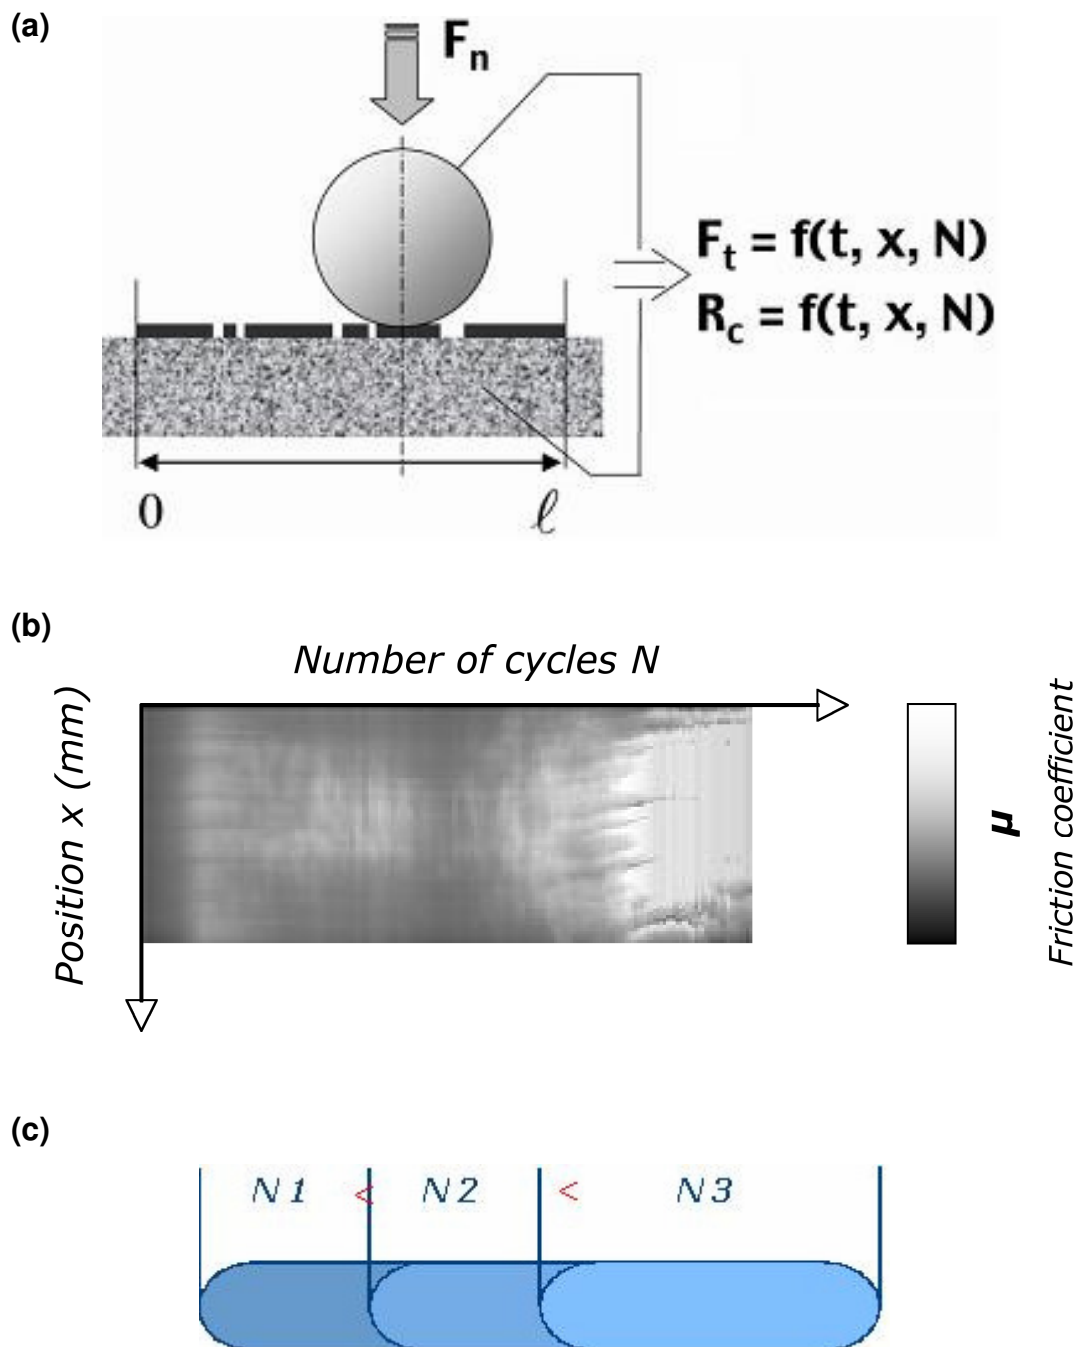 (a)
Fn
Ft = f(t, x, N)
Rc = f(t, x, N)
0
ℓ
(b)
Number of cycles N
Position x (mm)
μ
Friction coefficient
(c)
N1 < N2 < N3